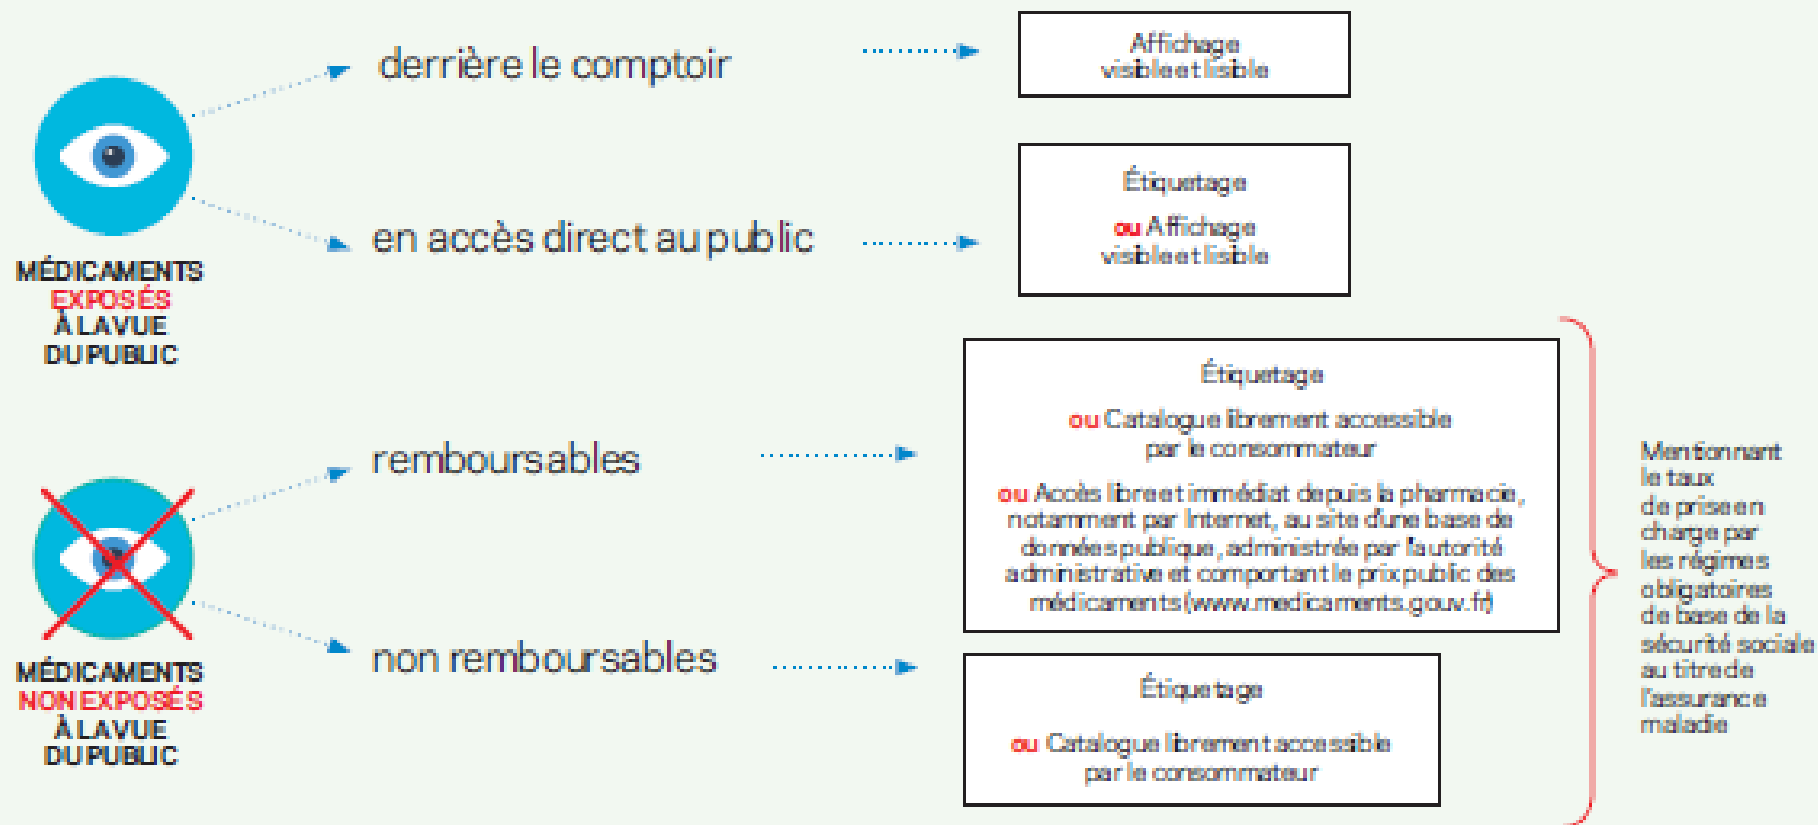 derrière le comptoir
Affichage
visible et lisible
MÉDICAMENTS
EXPOSÉS
À LA VUE
DU PUBLIC
en accès direct au public
Étiquetage
ou Affichage
visible et lisible
MÉDICAMENTS
NON EXPOSÉS
À LA VUE
DU PUBLIC
remboursables
Étiquetage
ou Catalogue librement accessible
par le consommateur
ou Accès libre et immédiat depuis la pharmacie,
notamment par Internet, au site d'une base de
données publique, administrée par l'autorité
administrative et comportant le prix public des
médicaments (www.medicaments.gouv.fr)
non remboursables
Étiquetage
ou Catalogue librement accessible
par le consommateur
Mentionnant
le taux
de prise en
charge par
les régimes
obligatoires
de base de la
sécurité sociale
au titre de
l'assurance
maladie